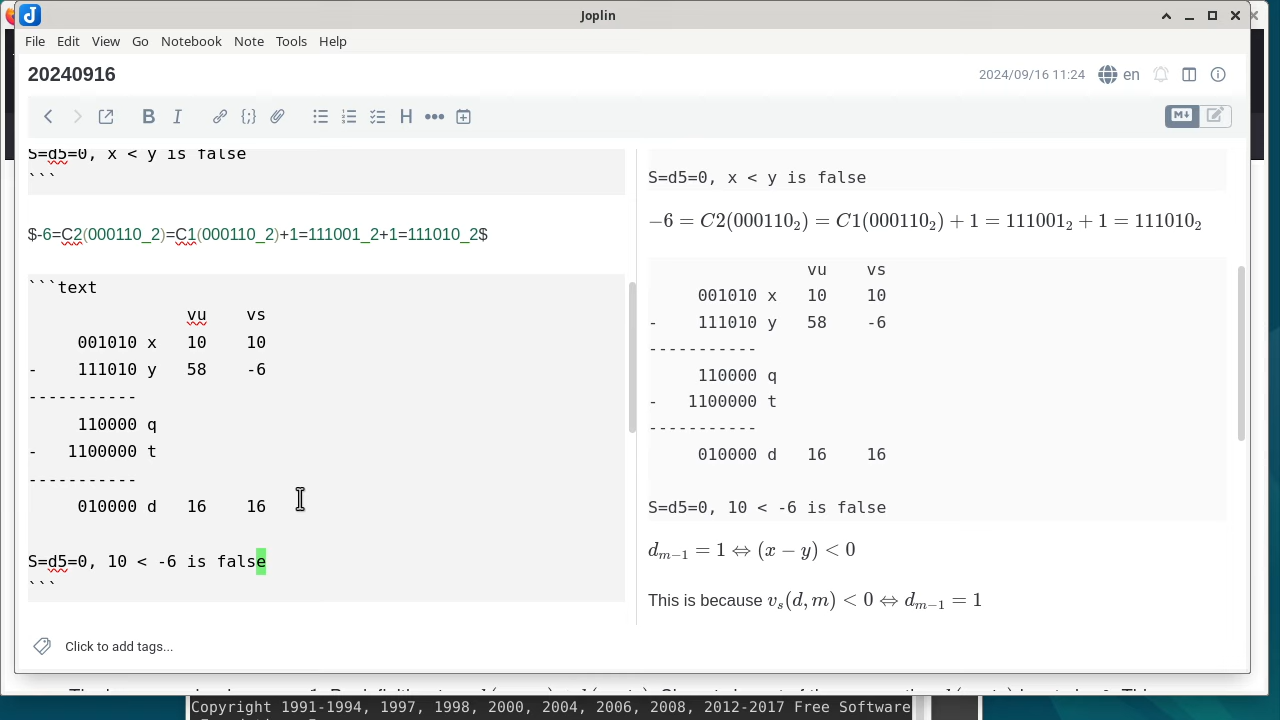 Joplin
File Edit View Go Notebook Note Tools Help
20240916
2024/09/16 11:24 en
S=d5=0, x < y is false
```
$-6=C2(000110_2)=C1(000110_2)+1=111001_2+1=111010_2$
```text
                vu    vs
     001010 x   10    10
-    111010 y   58    -6
-----------
     110000 q
-   1100000 t
-----------
     010000 d   16    16
S=d5=0, 10 < -6 is false
```
Click to add tags...
S=d5=0, x < y is false
−6 = C2(000110₂) = C1(000110₂) + 1 = 111001₂ + 1 = 111010₂
                vu    vs
     001010 x   10    10
-    111010 y   58    -6
-----------
     110000 q
-   1100000 t
-----------
     010000 d   16    16
S=d5=0, 10 < -6 is false
dₘ₋₁ = 1 ⇔ (x − y) < 0
This is because vₛ(d, m) < 0 ⇔ dₘ₋₁ = 1
Copyright 1991-1994, 1997, 1998, 2000, 2004, 2006, 2008, 2012-2017 Free Software